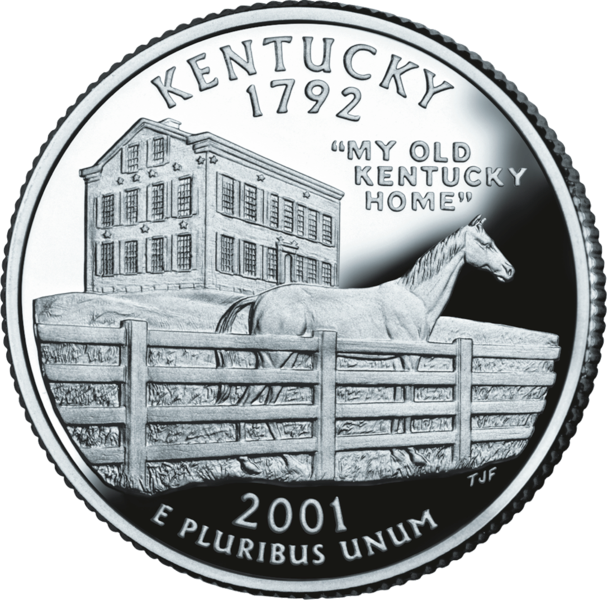 KENTUCKY
1792
"MY OLD
KENTUCKY
HOME"
TJF
2001
E PLURIBUS UNUM